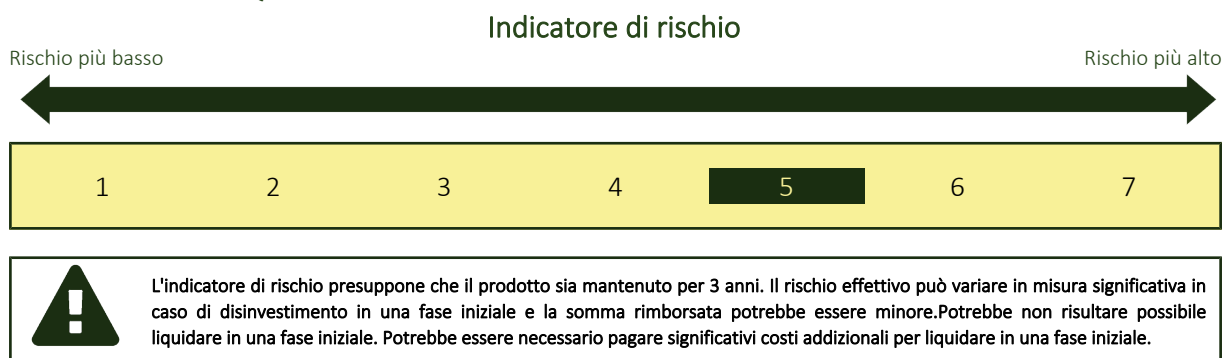 Indicatore di rischio
Rischio più basso
Rischio più alto
1 2 3 4 5 6 7
L'indicatore di rischio presuppone che il prodotto sia mantenuto per 3 anni. Il rischio effettivo può variare in misura significativa in
caso di disinvestimento in una fase iniziale e la somma rimborsata potrebbe essere minore.Potrebbe non risultare possibile
liquidare in una fase iniziale. Potrebbe essere necessario pagare significativi costi addizionali per liquidare in una fase iniziale.